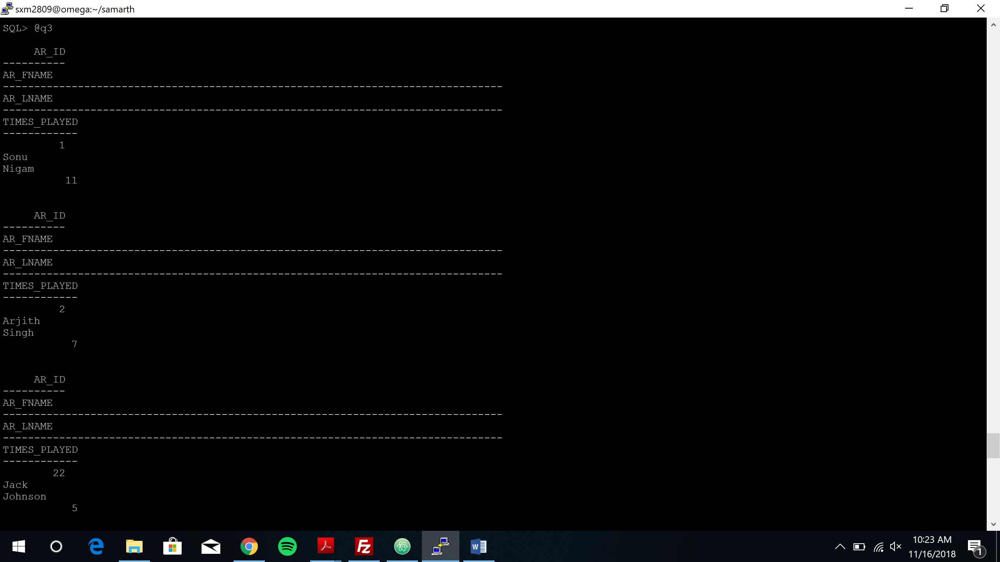 sxm2809@omega:~/samarth
SQL> @q3
AR_ID
----------
AR_FNAME
--------------------------------------------------------------------------------
AR_LNAME
--------------------------------------------------------------------------------
TIMES_PLAYED
------------
1
Sonu
Nigam
11
AR_ID
----------
AR_FNAME
--------------------------------------------------------------------------------
AR_LNAME
--------------------------------------------------------------------------------
TIMES_PLAYED
------------
2
Arjith
Singh
7
AR_ID
----------
AR_FNAME
--------------------------------------------------------------------------------
AR_LNAME
--------------------------------------------------------------------------------
TIMES_PLAYED
------------
22
Jack
Johnson
5
Fz
W
10:23 AM
11/16/2018
1